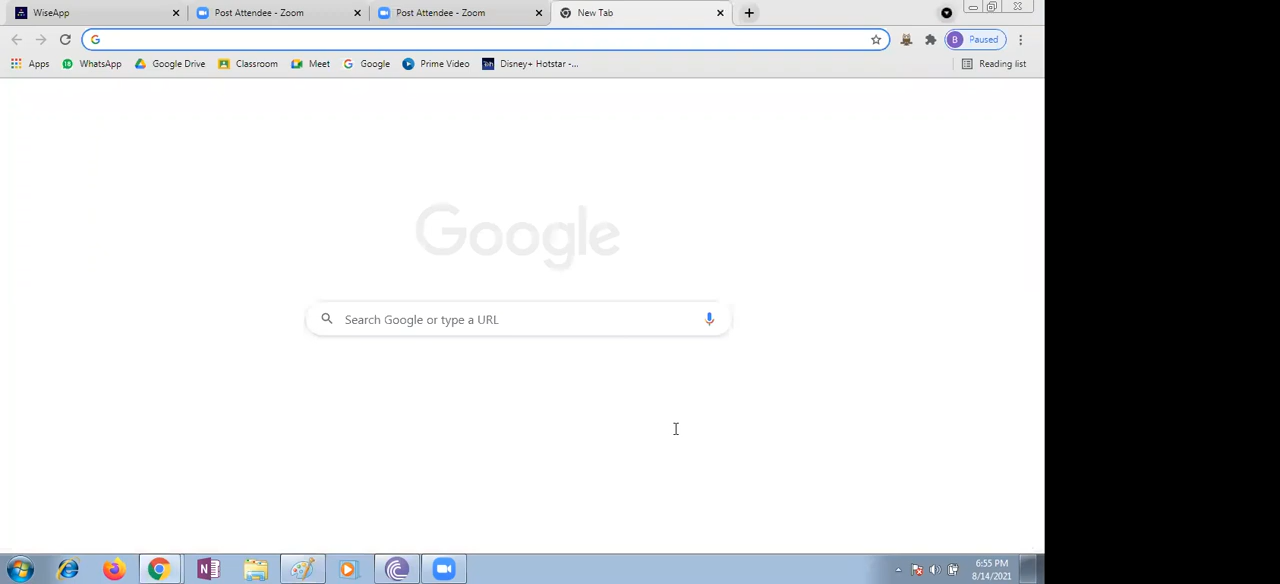 WiseApp
Post Attendee - Zoom
Post Attendee - Zoom
New Tab
B Paused
Apps
WhatsApp
Google Drive
Classroom
Meet
Google
Prime Video
Disney+ Hotstar -...
Reading list
Google
Search Google or type a URL
6:55 PM
8/14/2021